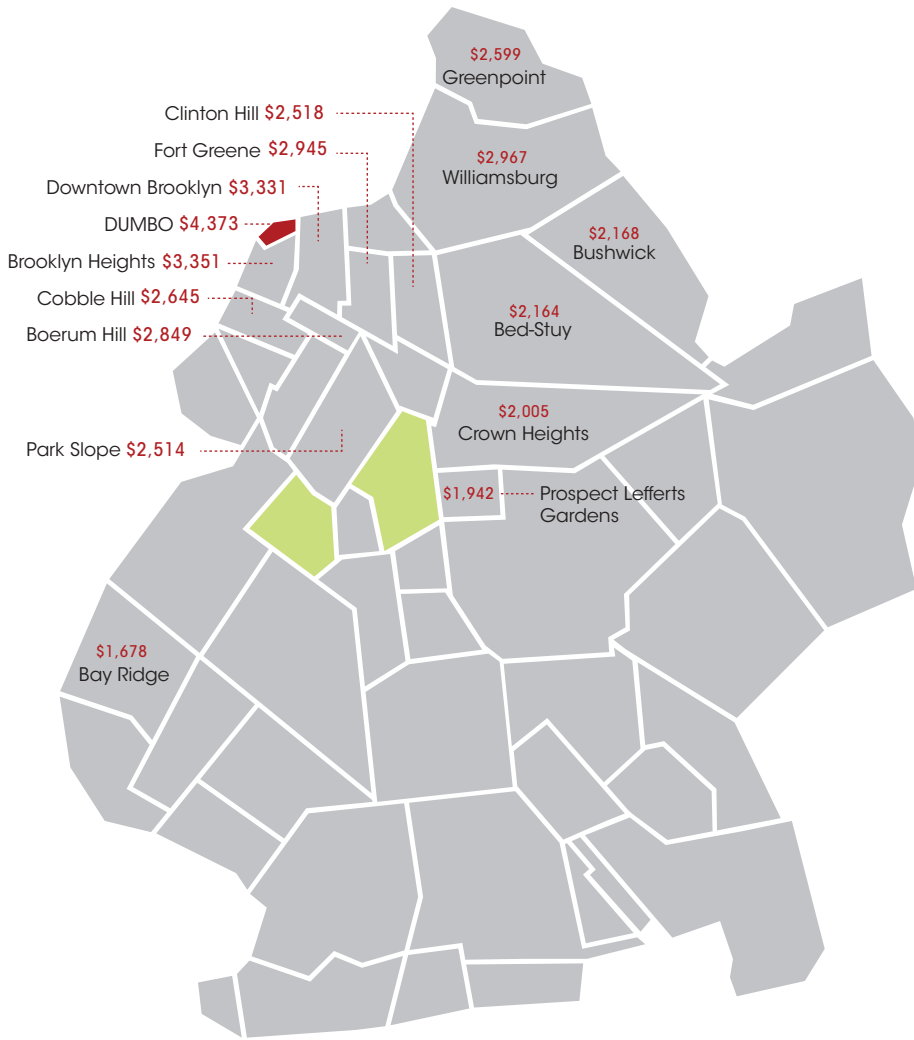 $2,599
Greenpoint
Clinton Hill $2,518
Fort Greene $2,945
$2,967
Williamsburg
Downtown Brooklyn $3,331
DUMBO $4,373
$2,168
Bushwick
Brooklyn Heights $3,351
Cobble Hill $2,645
$2,164
Bed-Stuy
Boerum Hill $2,849
$2,005
Crown Heights
Park Slope $2,514
$1,942
Prospect Lefferts
Gardens
$1,678
Bay Ridge